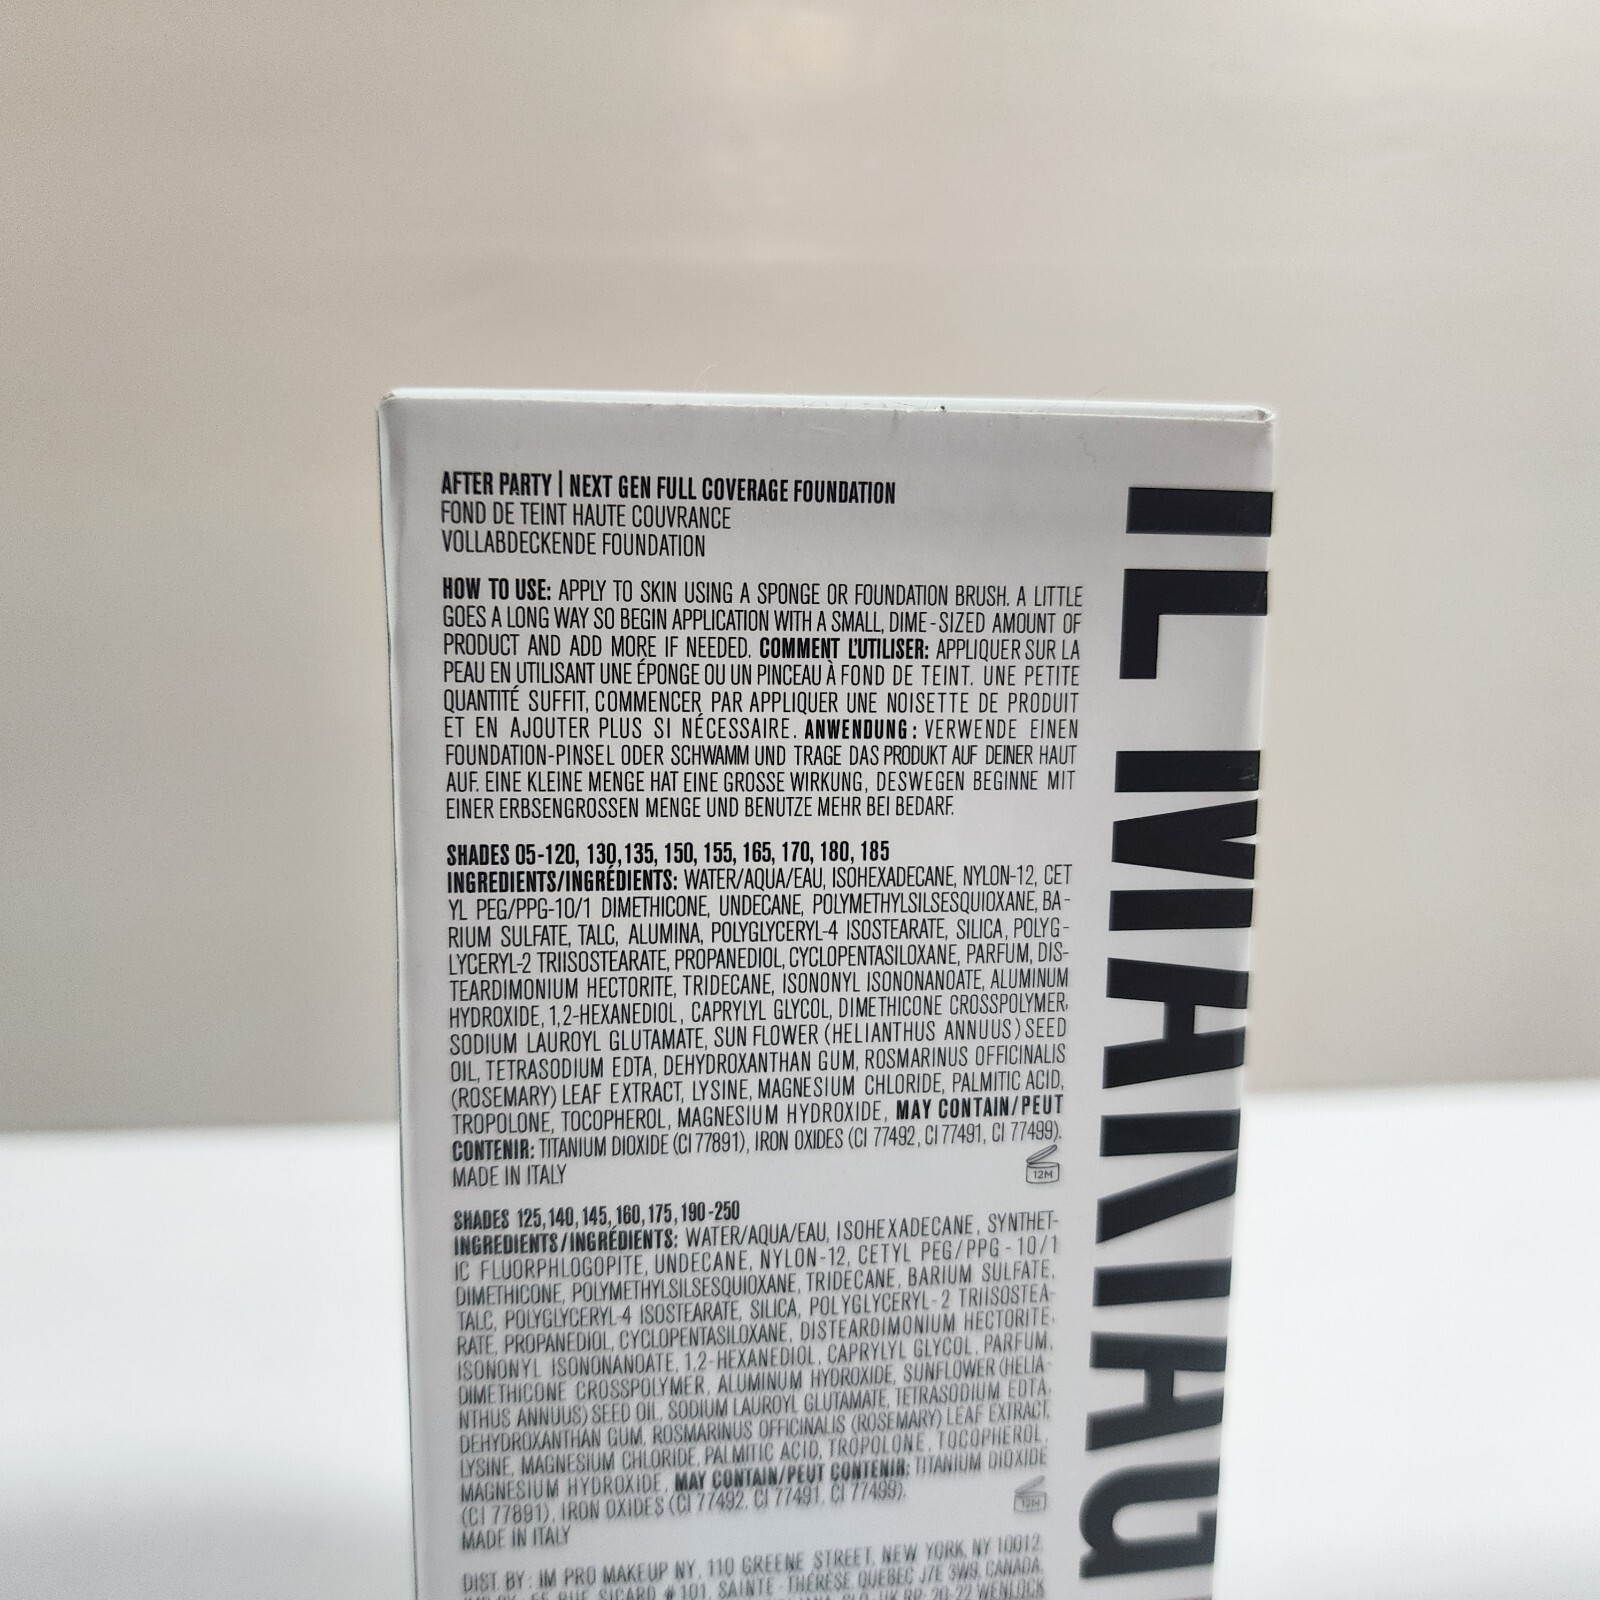 AFTER PARTY | NEXT GEN FULL COVERAGE FOUNDATION
FOND DE TEINT HAUTE COUVRANCE
VOLLABDECKENDE FOUNDATION
HOW TO USE: APPLY TO SKIN USING A SPONGE OR FOUNDATION BRUSH. A LITTLE
GOES A LONG WAY SO BEGIN APPLICATION WITH A SMALL, DIME-SIZED AMOUNT OF
PRODUCT AND ADD MORE IF NEEDED. COMMENT L'UTILISER: APPLIQUER SUR LA
PEAU EN UTILISANT UNE ÉPONGE OU UN PINCEAU À FOND DE TEINT. UNE PETITE
QUANTITÉ SUFFIT, COMMENCER PAR APPLIQUER UNE NOISETTE DE PRODUIT
ET EN AJOUTER PLUS SI NÉCESSAIRE. ANWENDUNG: VERWENDE EINEN
FOUNDATION-PINSEL ODER SCHWAMM UND TRAGE DAS PRODUKT AUF DEINER HAUT
AUF. EINE KLEINE MENGE HAT EINE GROSSE WIRKUNG, DESWEGEN BEGINNE MIT
EINER ERBSENGROSSEN MENGE UND BENUTZE MEHR BEI BEDARF.
SHADES 05-120, 130,135, 150, 155, 165, 170, 180, 185
INGREDIENTS/INGRÉDIENTS: WATER/AQUA/EAU, ISOHEXADECANE, NYLON-12, CET
YL PEG/PPG-10/1 DIMETHICONE, UNDECANE, POLYMETHYLSILSESQUIOXANE, BA-
RIUM SULFATE, TALC, ALUMINA, POLYGLYCERYL-4 ISOSTEARATE, SILICA, POLYG-
LYCERYL-2 TRIISOSTEARATE, PROPANEDIOL, CYCLOPENTASILOXANE, PARFUM, DIS-
TEARDIMONIUM HECTORITE, TRIDECANE, ISONONYL ISONONANOATE, ALUMINUM
HYDROXIDE, 1,2-HEXANEDIOL, CAPRYLYL GLYCOL, DIMETHICONE CROSSPOLYMER,
SODIUM LAUROYL GLUTAMATE, SUN FLOWER (HELIANTHUS ANNUUS) SEED
OIL, TETRASODIUM EDTA, DEHYDROXANTHAN GUM, ROSMARINUS OFFICINALIS
(ROSEMARY) LEAF EXTRACT, LYSINE, MAGNESIUM CHLORIDE, PALMITIC ACID,
TROPOLONE, TOCOPHEROL, MAGNESIUM HYDROXIDE, MAY CONTAIN/PEUT
CONTENIR: TITANIUM DIOXIDE (CI 77891), IRON OXIDES (CI 77492, CI 77491, CI 77499).
MADE IN ITALY
12M
SHADES 125, 140, 145, 160, 175, 190-250
INGREDIENTS/INGRÉDIENTS: WATER/AQUA/EAU, ISOHEXADECANE, SYNTHET-
IC FLUORPHLOGOPITE, UNDECANE, NYLON-12, CETYL PEG/PPG-10/1
DIMETHICONE, POLYMETHYLSILSESQUIOXANE, TRIDECANE, BARIUM SULFATE,
TALC, POLYGLYCERYL-4 ISOSTEARATE, SILICA, POLYGLYCERYL-2 TRIISOSTEA-
RATE, PROPANEDIOL, CYCLOPENTASILOXANE, DISTEARDIMONIUM HECTORITE,
ISONONYL ISONONANOATE, 1,2-HEXANEDIOL, CAPRYLYL GLYCOL, PARFUM,
DIMETHICONE CROSSPOLYMER, ALUMINUM HYDROXIDE, SUNFLOWER (HELIA-
NTHUS ANNUUS) SEED OIL, SODIUM LAUROYL GLUTAMATE, TETRASODIUM EDTA,
DEHYDROXANTHAN GUM, ROSMARINUS OFFICINALIS (ROSEMARY) LEAF EXTRACT,
LYSINE, MAGNESIUM CHLORIDE, PALMITIC ACID, TROPOLONE, TOCOPHEROL,
MAGNESIUM HYDROXIDE, MAY CONTAIN/PEUT CONTENIR: TITANIUM DIOXIDE
(CI 77891), IRON OXIDES (CI 77492, CI 77491, CI 77499).
MADE IN ITALY
12M
DIST. BY: IM PRO MAKEUP NY, 110 GREENE STREET, NEW YORK, NY 10012.
RUE SICARD #101, SAINTE-THÉRÈSE, QUEBEC J7E 3W9, CANADA.
20-22 WENLOCK
IL MAKIAG